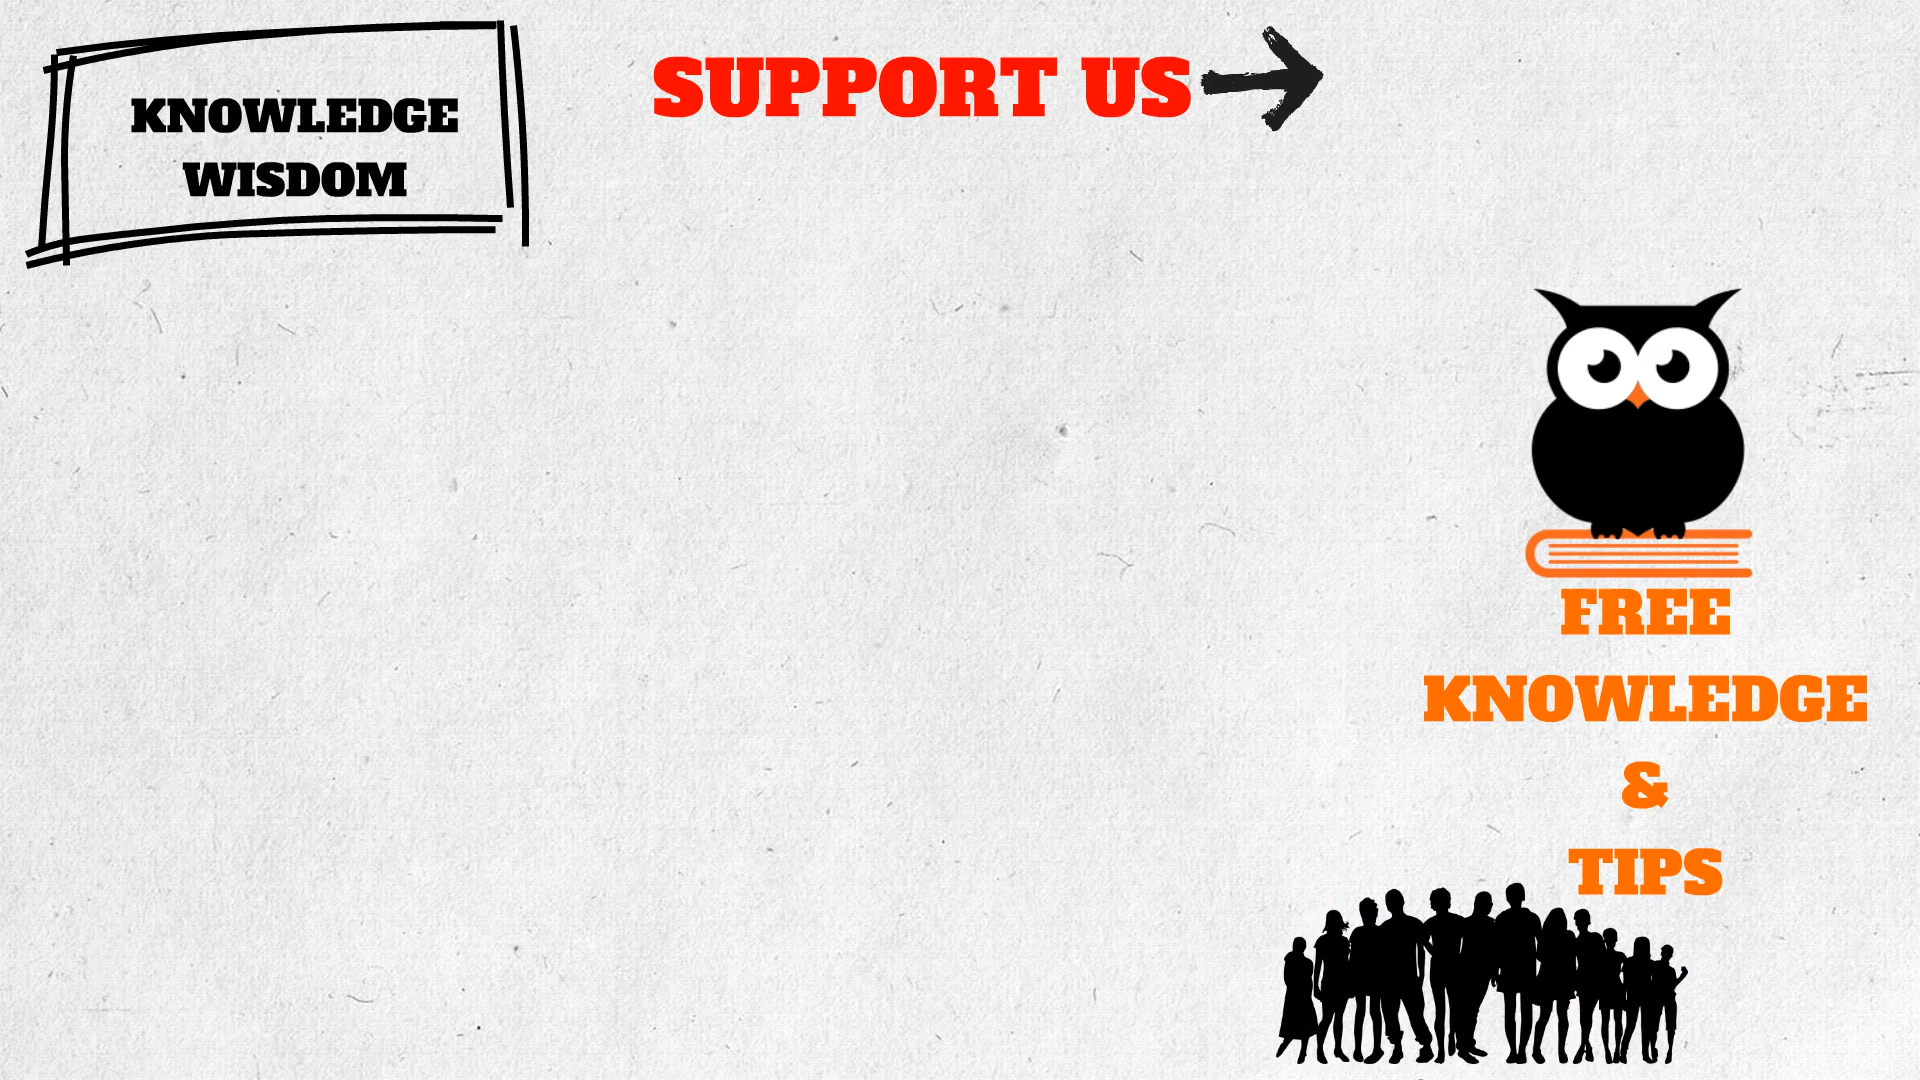 KNOWLEDGE
WISDOM
SUPPORT US
FREE
KNOWLEDGE
&
TIPS